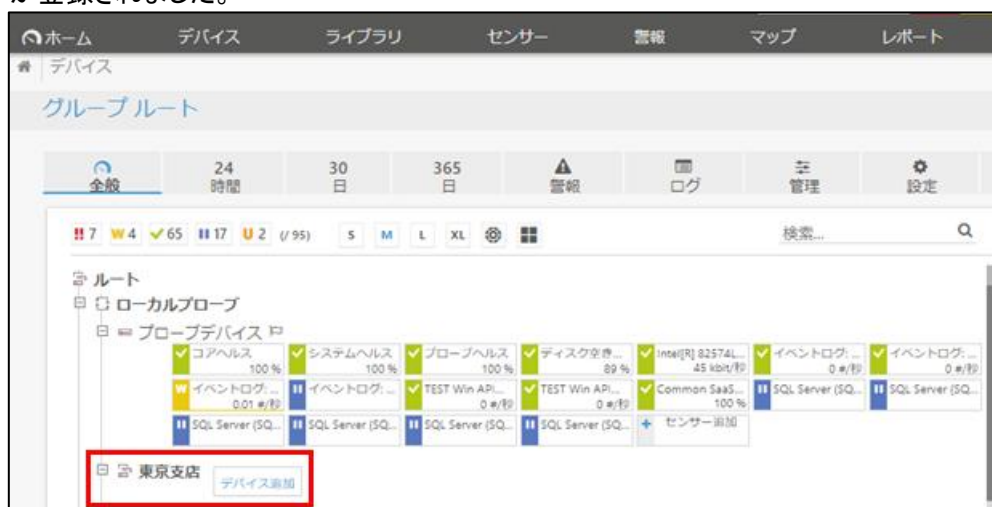 が登録されました。
ホーム デバイス ライブラリ センサー 警報 マップ レポート
デバイス
グループ ルート
全般 24 時間 30 日 365 日 警報 ログ 管理 設定
!! 7 W 4 65 II 17 U 2 (/ 95) S M L XL 検索...
ルート
ローカルプローブ
プローブデバイス
コアヘルス システムヘルス プローブヘルス ディスク空き... Intel[R] 82574L... イベントログ: ... イベントログ: ...
100 % 100 % 100 % 89 % 45 kbit/秒 0 #/秒 0 #/秒
W イベントログ: ... イベントログ: ... TEST Win API... TEST Win API... Common SaaS... SQL Server (SQ... SQL Server (SQ...
0.01 #/秒 0 #/秒 0 #/秒 100 %
SQL Server (SQ... SQL Server (SQ... SQL Server (SQ... SQL Server (SQ... + センサー追加
東京支店 デバイス追加